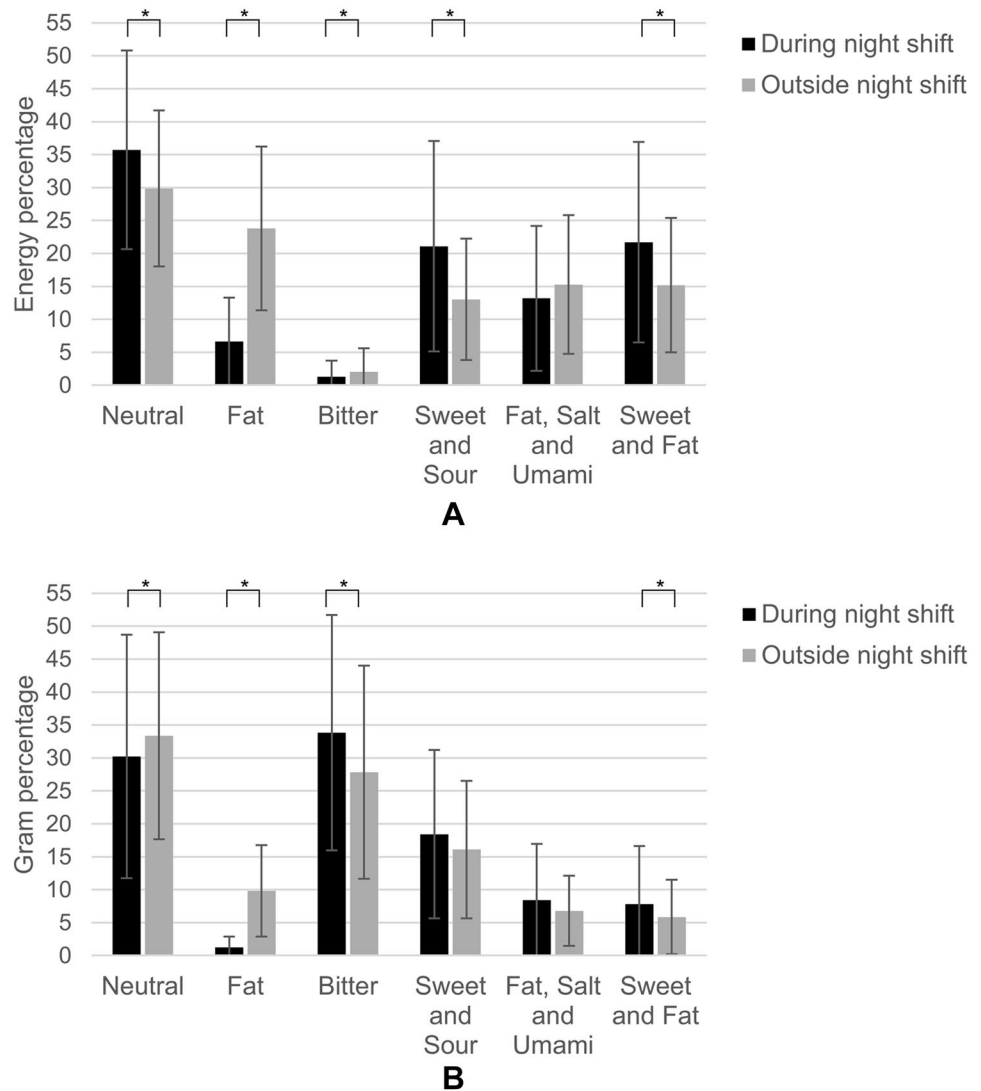 * * * * *
55
50
45
40
35
30
25
20
15
10
5
0
Energy percentage
During night shift
Outside night shift
Neutral Fat Bitter Sweet Fat, Salt Sweet
and and and Fat
Sour Umami
A
* * * *
55
50
45
40
35
30
25
20
15
10
5
0
Gram percentage
During night shift
Outside night shift
Neutral Fat Bitter Sweet Fat, Salt Sweet
and and and Fat
Sour Umami
B